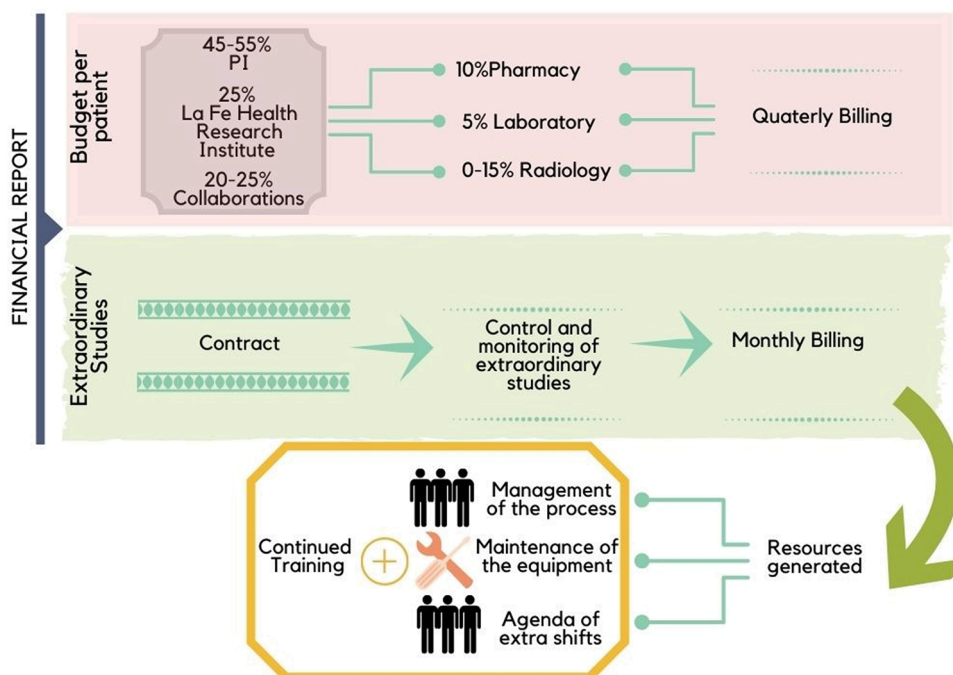 FINANCIAL REPORT
Budget per
patient
45-55%
PI
25%
La Fe Health
Research
Institute
20-25%
Collaborations
10%Pharmacy
5% Laboratory
0-15% Radiology
Quaterly Billing
Extraordinary
Studies
Contract
Control and
monitoring of
extraordinary
studies
Monthly Billing
Continued
Training
Management
of the process
Maintenance of
the equipment
Agenda of
extra shifts
Resources
generated